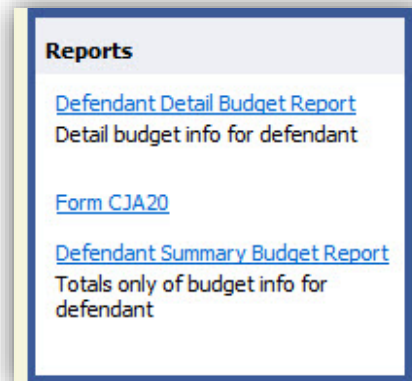 Reports
Defendant Detail Budget Report
Detail budget info for defendant
Form CJA20
Defendant Summary Budget Report
Totals only of budget info for
defendant